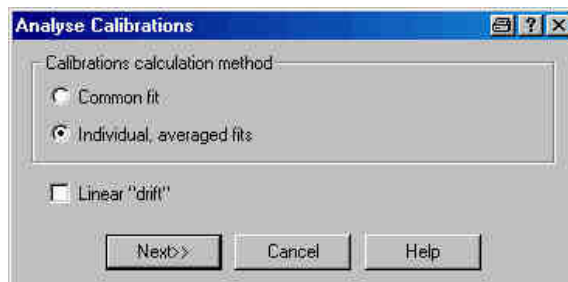 Analyse Calibrations
Calibrations calculation method
Common fit
Individual, averaged fits
Linear "drift"
Next>> Cancel Help